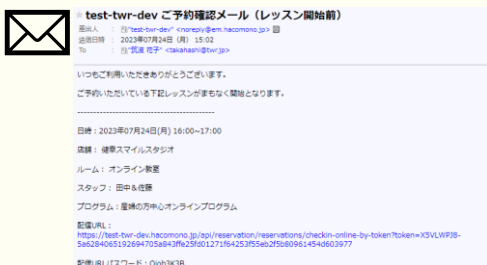 test-twr-dev ご予約確認メール（レッスン開始前）
差出人 : "test-twr-dev" <noreply@em.hacomono.jp>
送信日時 : 2023年07月24日 (月) 15:02
To : "筑波 花子" <takahashi@twr.jp>
いつもご利用いただきありがとうございます。
ご予約いただいている下記レッスンがまもなく開始となります。
------------------------------------------
日時：2023年07月24日(月) 16:00~17:00
店舗： 健幸スマイルスタジオ
ルーム： オンライン教室
スタッフ： 田中＆佐藤
プログラム：産婦の方中心オンラインプログラム
配信URL：
https://test-twr-dev.hacomono.jp/api/reservation/reservations/checkin-online-by-token?token=X5VLWPJ8-
5a6284065192694705a843ffe25fd01271f64253f55eb2f5b80961454d603977
配信URLパスワード：Oioh3K3B